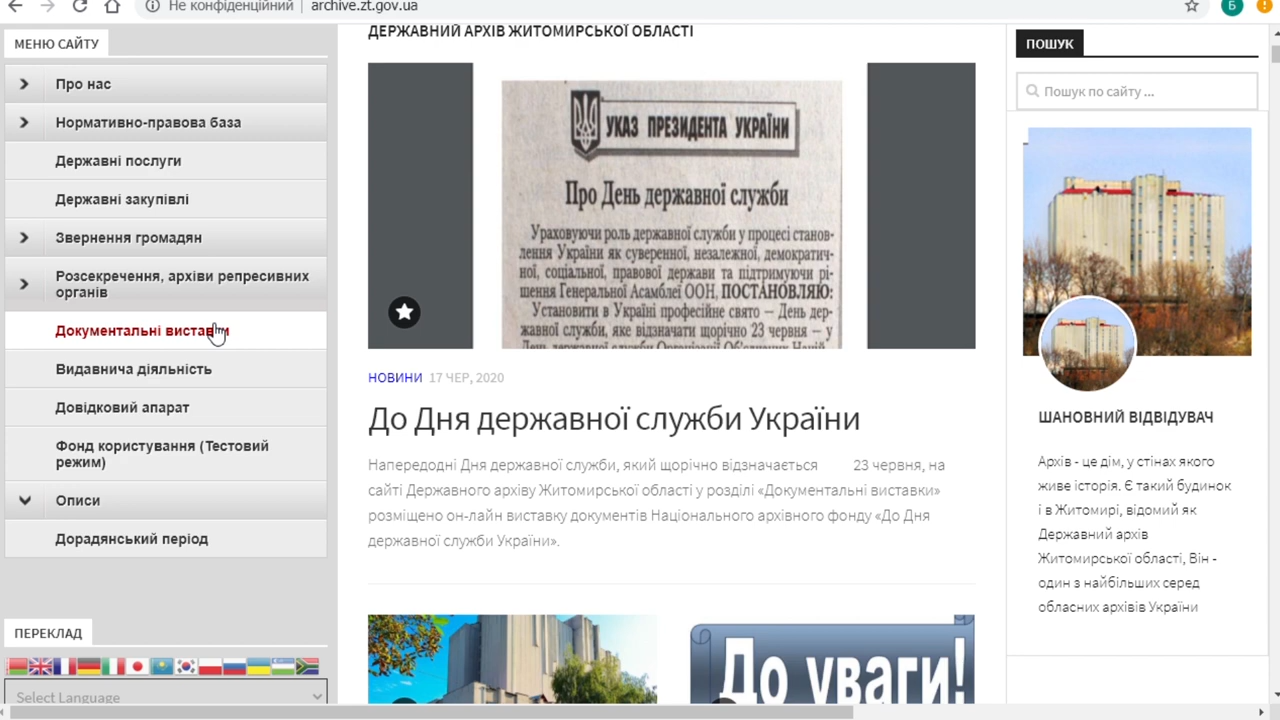 Не конфіденційний
archive.zt.gov.ua
Б
МЕНЮ САЙТУ
Про нас
Нормативно-правова база
Державні послуги
Державні закупівлі
Звернення громадян
Розсекречення, архіви репресивних
органів
Документальні виставки
Видавнича діяльність
Довідковий апарат
Фонд користування (Тестовий
режим)
Описи
Дорадянський період
ПЕРЕКЛАД
Select Language
ДЕРЖАВНИЙ АРХІВ ЖИТОМИРСЬКОЇ ОБЛАСТІ
УКАЗ ПРЕЗИДЕНТА УКРАЇНИ
Про День державної служби
Ураховуючи роль державної служби у процесі станов-
лення України як суверенної, незалежної, демократич-
ної, соціальної, правової держави та підтримуючи рі-
шення Генеральної Асамблеї ООН, ПОСТАНОВЛЯЮ:
Установити в Україні професійне свято – День дер-
жавної служби, яке відзначати щорічно 23 червня – у
День державної служби Організації Об'єднаних Націй
НОВИНИ 17 ЧЕР, 2020
До Дня державної служби України
Напередодні Дня державної служби, який щорічно відзначається 23 червня, на
сайті Державного архіву Житомирської області у розділі «Документальні виставки»
розміщено он-лайн виставку документів Національного архівного фонду «До Дня
державної служби України».
До уваги!
ПОШУК
Пошук по сайту ...
ШАНОВНИЙ ВІДВІДУВАЧ
Архів - це дім, у стінах якого
живе історія. Є такий будинок
і в Житомирі, відомий як
Державний архів
Житомирської області, Він -
один з найбільших серед
обласних архівів України